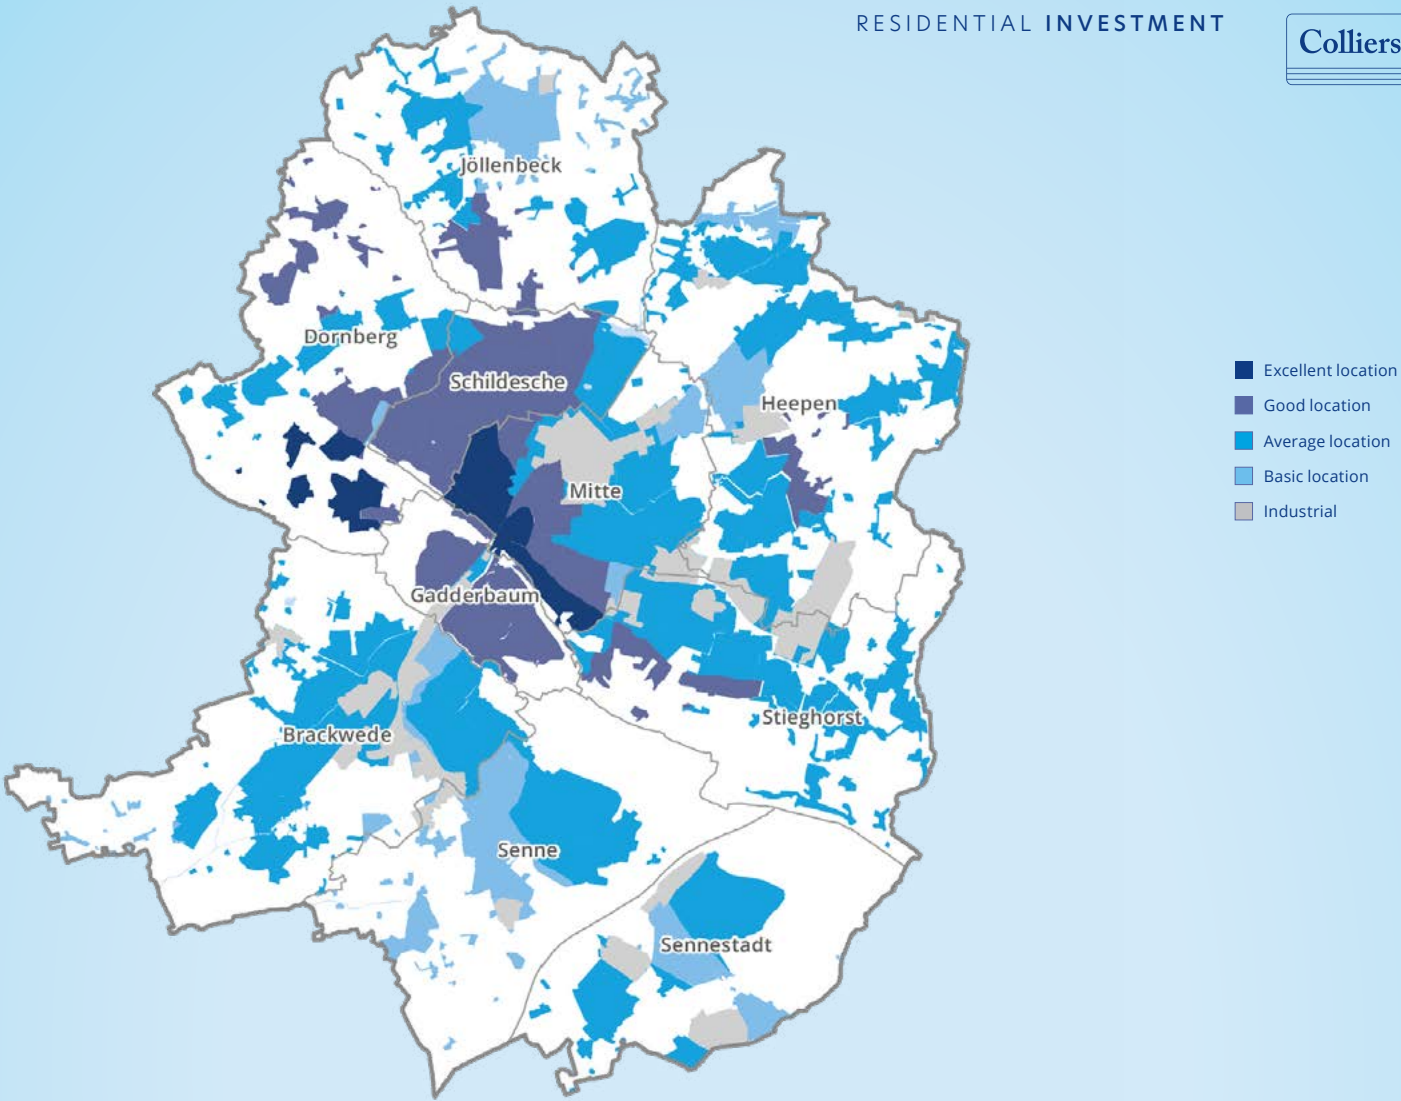 RESIDENTIAL INVESTMENT
Colliers
Jöllenbeck
Dornberg
Schildesche
Heepen
Mitte
Gadderbaum
Stieghorst
Brackwede
Senne
Sennestadt
Excellent location
Good location
Average location
Basic location
Industrial